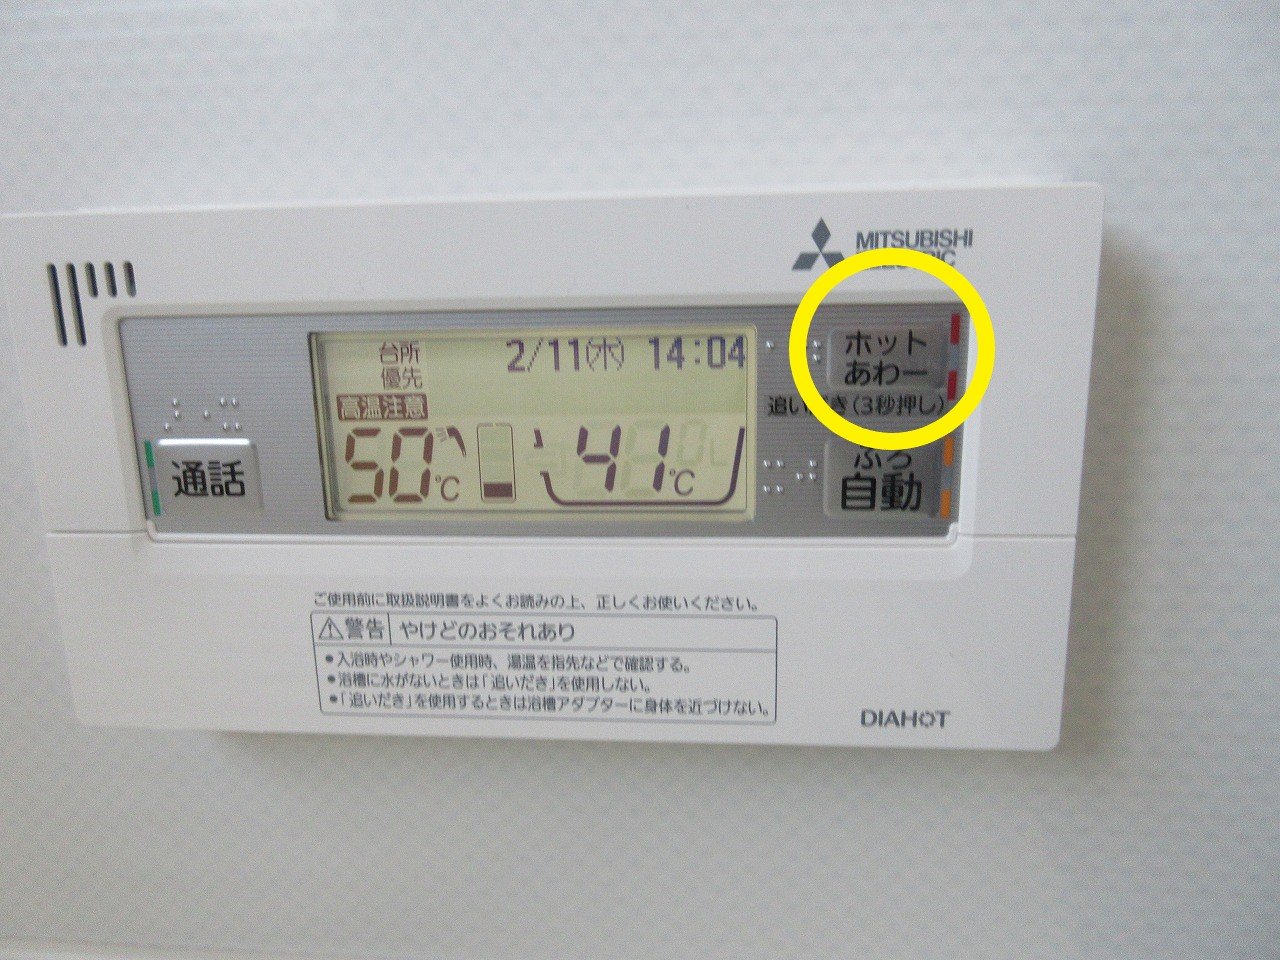 MITSUBISHI
台所
優先
2/11(木) 14:04
高温注意
50℃
41℃
ホット
あわー
追いだき(3秒押し)
通話
ふろ
自動
ご使用前に取扱説明書をよくお読みの上、正しくお使いください。
⚠警告 やけどのおそれあり
●入浴時やシャワー使用時、湯温を指先などで確認する。
●浴槽に水がないときは「追いだき」を使用しない。
●「追いだき」を使用するときは浴槽アダプターに身体を近づけない。
DIAHOT